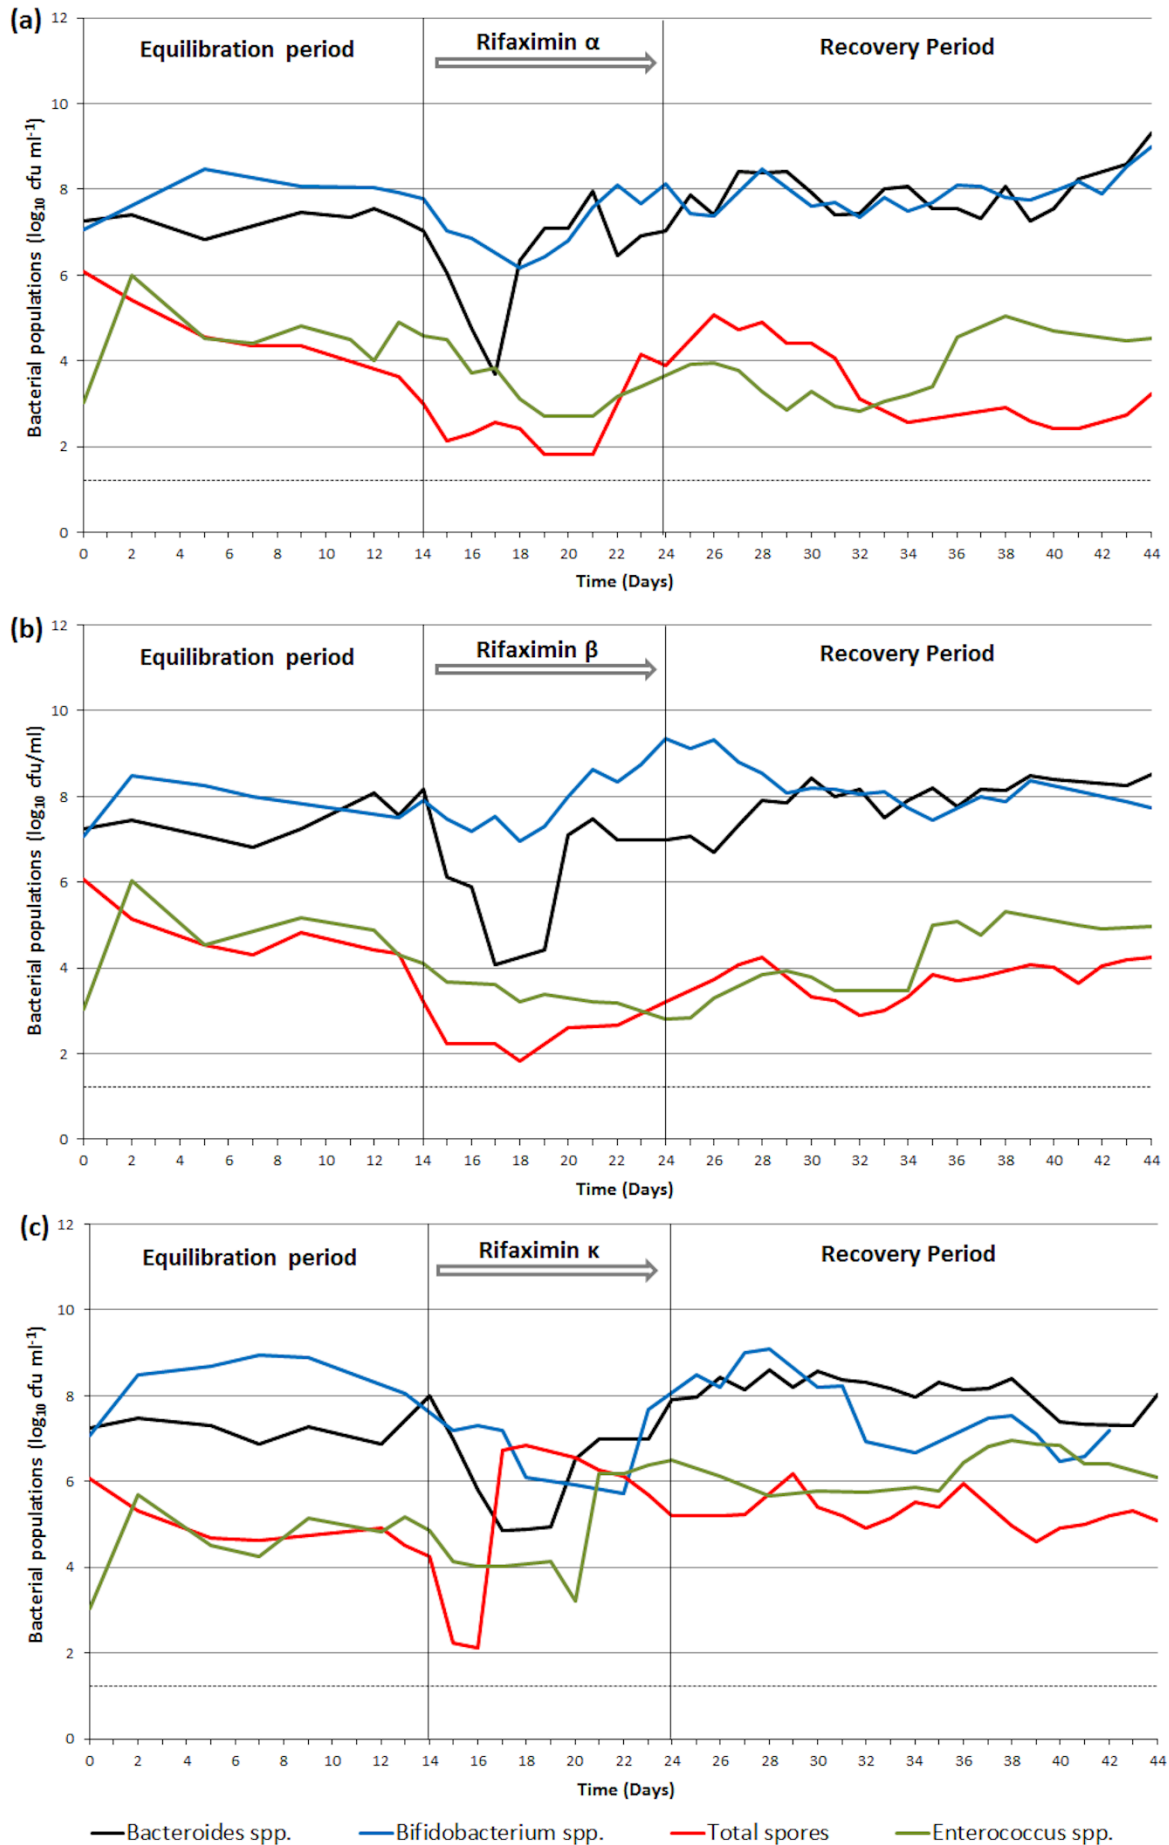 (a)
Equilibration period
Rifaximin α
Recovery Period
Bacterial populations (log10 cfu ml-1)
12
10
8
6
4
2
0
0 2 4 6 8 10 12 14 16 18 20 22 24 26 28 30 32 34 36 38 40 42 44
Time (Days)
(b)
Equilibration period
Rifaximin β
Recovery Period
Bacterial populations (log10 cfu/ml)
12
10
8
6
4
2
0
0 2 4 6 8 10 12 14 16 18 20 22 24 26 28 30 32 34 36 38 40 42 44
Time (Days)
(c)
Equilibration period
Rifaximin κ
Recovery Period
Bacterial populations (log10 cfu ml-1)
12
10
8
6
4
2
0
0 2 4 6 8 10 12 14 16 18 20 22 24 26 28 30 32 34 36 38 40 42 44
Time (Days)
Bacteroides spp. Bifidobacterium spp. Total spores Enterococcus spp.